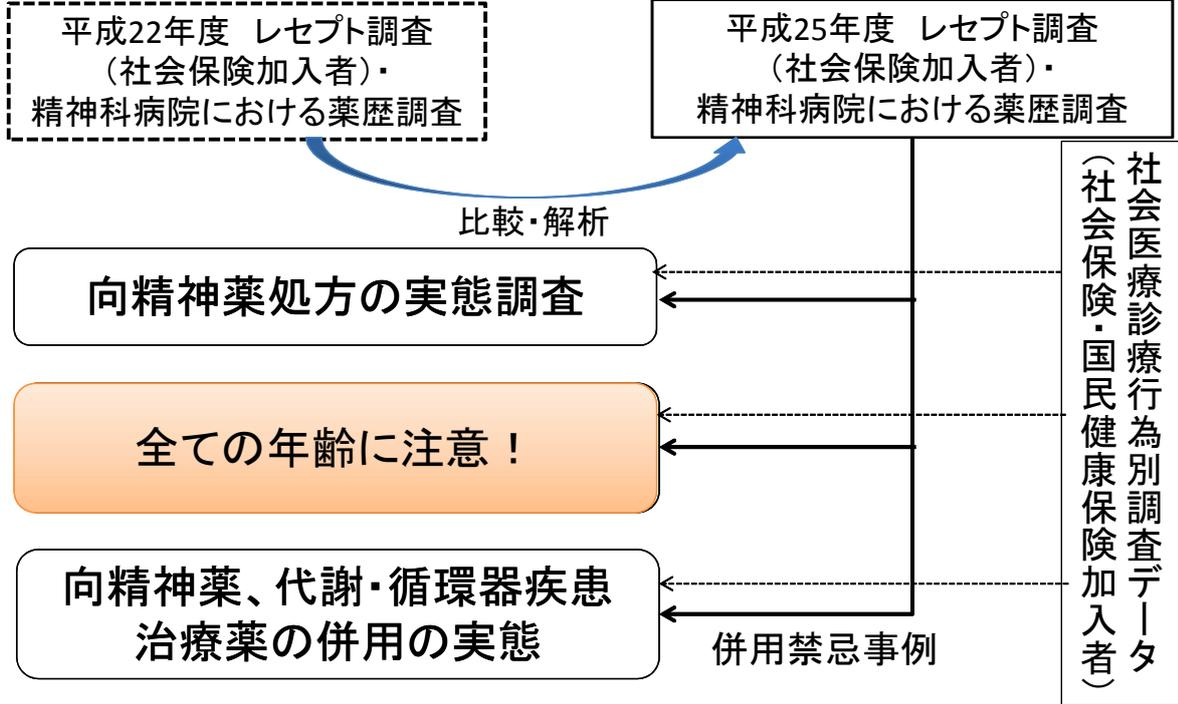 平成22年度　レセプト調査
（社会保険加入者）・
精神科病院における薬歴調査
平成25年度　レセプト調査
（社会保険加入者）・
精神科病院における薬歴調査
比較・解析
向精神薬処方の実態調査
全ての年齢に注意！
向精神薬、代謝・循環器疾患
治療薬の併用の実態
併用禁忌事例
社会医療診療行為別調査データ
（社会保険・国民健康保険加入者）